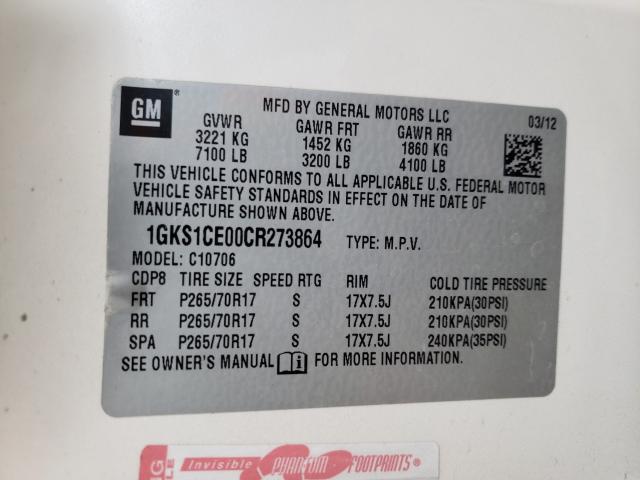 GM
MFD BY GENERAL MOTORS LLC
03/12
GVWR GAWR FRT GAWR RR
3221 KG 1452 KG 1860 KG
7100 LB 3200 LB 4100 LB
THIS VEHICLE CONFORMS TO ALL APPLICABLE U.S. FEDERAL MOTOR
VEHICLE SAFETY STANDARDS IN EFFECT ON THE DATE OF
MANUFACTURE SHOWN ABOVE.
1GKS1CE00CR273864 TYPE: M.P.V.
MODEL: C10706
CDP8 TIRE SIZE SPEED RTG RIM COLD TIRE PRESSURE
FRT P265/70R17 S 17X7.5J 210KPA(30PSI)
RR P265/70R17 S 17X7.5J 210KPA(30PSI)
SPA P265/70R17 S 17X7.5J 240KPA(35PSI)
SEE OWNER'S MANUAL i FOR MORE INFORMATION.
Invisible PHANTOM FOOTPRINTS®